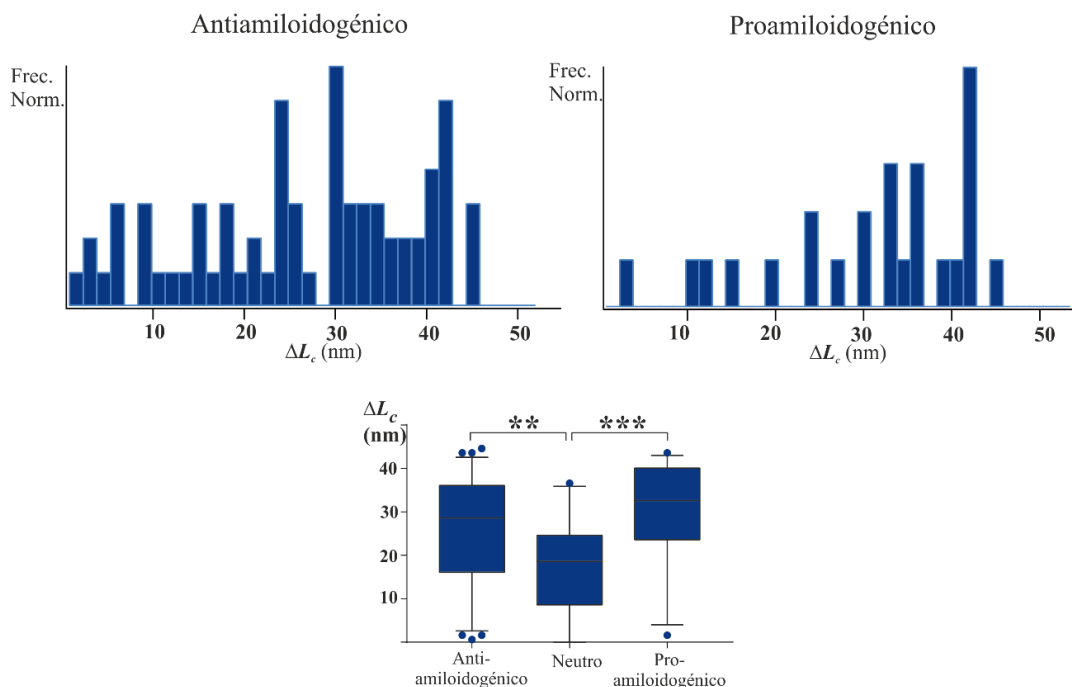 Antiamiloidogénico
Frec.
Norm.
10 20 30 40 50
ΔLc (nm)
Proamiloidogénico
Frec.
Norm.
10 20 30 40 50
ΔLc (nm)
ΔLc
(nm)
** ***
40
30
20
10
Anti-
amiloidogénico
Neutro
Pro-
amiloidogénico